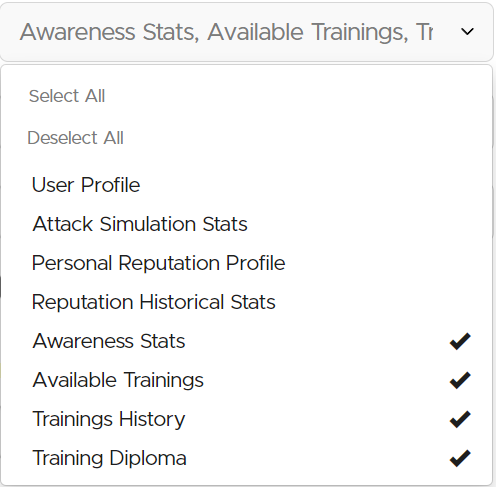 Awareness Stats, Available Trainings, Tr
Select All
Deselect All
User Profile
Attack Simulation Stats
Personal Reputation Profile
Reputation Historical Stats
Awareness Stats
Available Trainings
Trainings History
Training Diploma